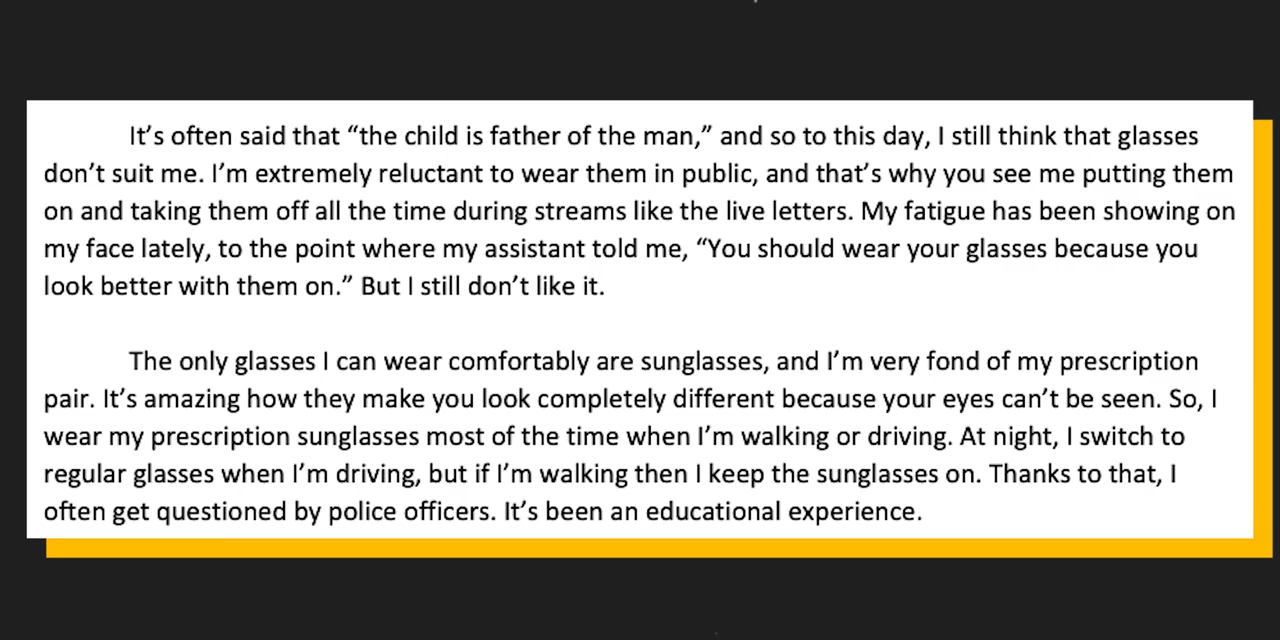 It’s often said that “the child is father of the man,” and so to this day, I still think that glasses
don’t suit me. I’m extremely reluctant to wear them in public, and that’s why you see me putting them
on and taking them off all the time during streams like the live letters. My fatigue has been showing on
my face lately, to the point where my assistant told me, “You should wear your glasses because you
look better with them on.” But I still don’t like it.
The only glasses I can wear comfortably are sunglasses, and I’m very fond of my prescription
pair. It’s amazing how they make you look completely different because your eyes can’t be seen. So, I
wear my prescription sunglasses most of the time when I’m walking or driving. At night, I switch to
regular glasses when I’m driving, but if I’m walking then I keep the sunglasses on. Thanks to that, I
often get questioned by police officers. It’s been an educational experience.